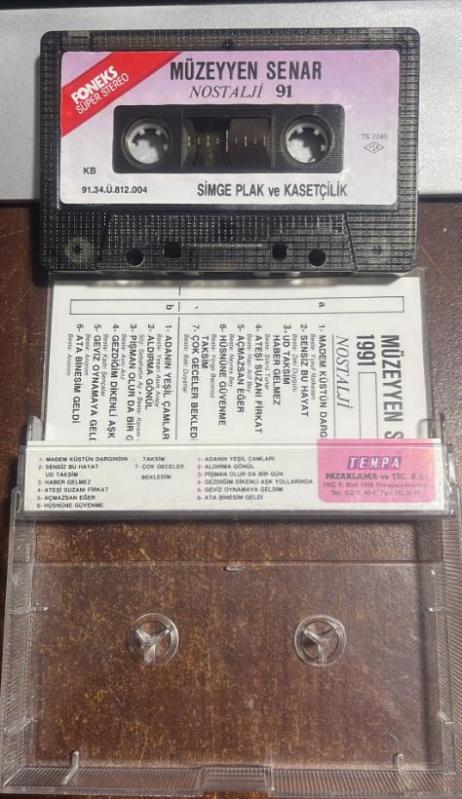 FONEKS
SÜPER STEREO
MÜZEYYEN SENAR
NOSTALJİ 91
TS 2240
KB
91.34.Ü.812.004
SİMGE PLAK ve KASETÇİLİK
MÜZEYYEN S
1991 NOSTALJİ
a
1- MADEM KÜSTÜN DARG
2- SENSİZ BU HAYAT
3- UD TAKSİM
HABER GELMEZ
4- ATEŞİ SUZANI FİRKAT
5- AÇMAZSAN EĞER
6- HÜSNÜNE GÜVENME
TAKSİM
7- ÇOK GECELER BEKLED
b
1- ADANIN YEŞİL ÇAMLAR
2- ALDIRMA GÖNÜL
3- PİŞMAN OLUR DA BİR
4- GEZDİĞİM DİKENLİ AŞK
5- GEVİZ OYNAMAYA GELD
6- ATA BİNESİM GELDİ
1- MADEM KÜSTÜN DARGINDIN
2- SENSİZ BU HAYAT
UD TAKSİM
3- HABER GELMEZ
4- ATEŞİ SUZANI FİRKAT
5- AÇMAZSAN EĞER
6- HÜSNÜNE GÜVENME
TAKSİM
7- ÇOK GECELER
BEKLEDİM
1- ADANIN YEŞİL ÇAMLARI
2- ALDIRMA GÖNÜL
3- PİŞMAN OLUR DA BİR GÜN
4- GEZDİĞİM DİKENLİ AŞK YOLLARINDA
5- GEVİZ OYNAMAYA GELDİM
6- ATA BİNESİM GELDİ
TEMPA
PAZARLAMA ve TİC. A.Ş.